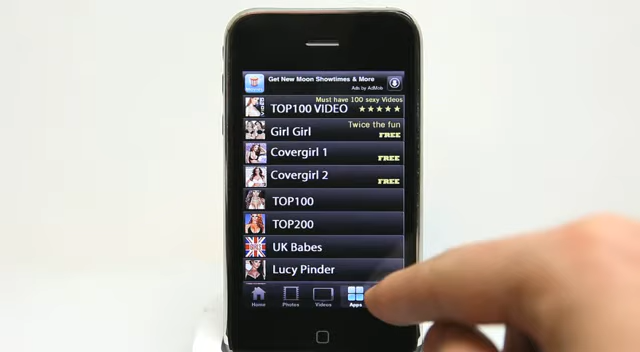 Get New Moon Showtimes & More
Ads by AdMob
Must have 100 sexy Videos
TOP100 VIDEO
Twice the fun
Girl Girl
FREE
Covergirl 1
FREE
Covergirl 2
FREE
TOP100
TOP200
UK Babes
Lucy Pinder
Home Photos Videos Apps